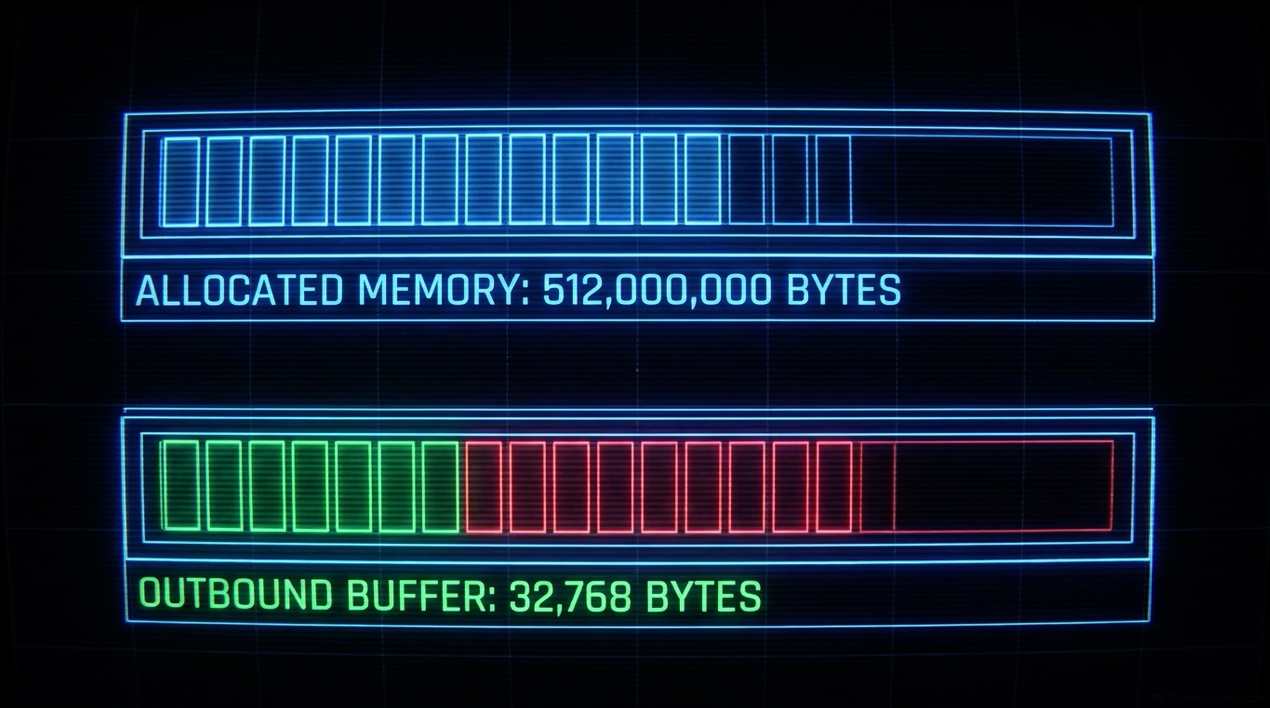 ALLOCATED MEMORY: 512,000,000 BYTES
OUTBOUND BUFFER: 32,768 BYTES